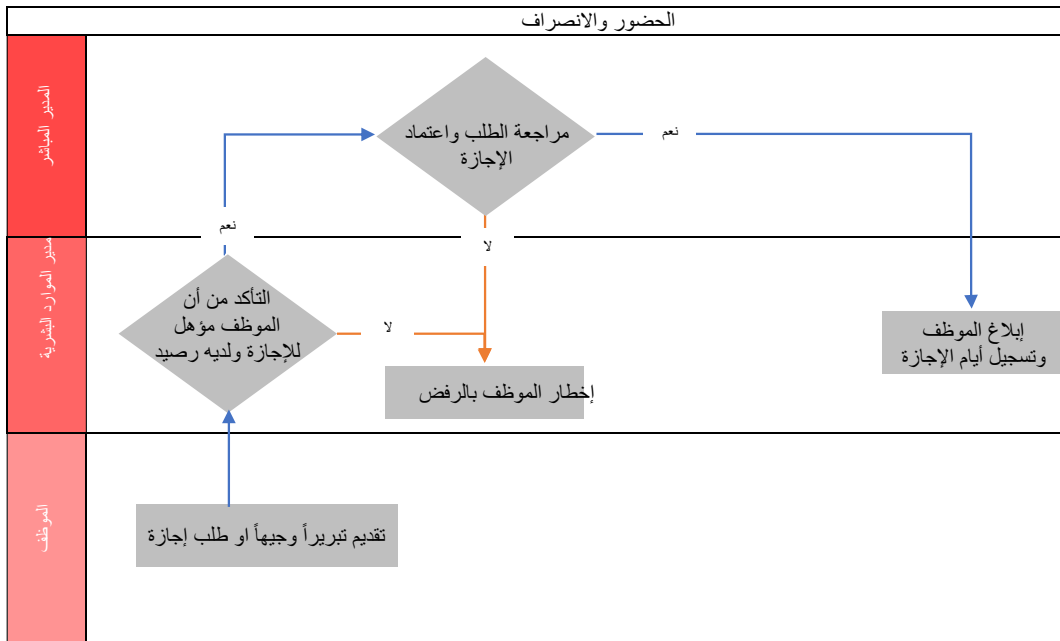 الحضور والانصراف
المدير المباشر
مراجعة الطلب واعتماد
الإجازة
نعم
نعم
لا
مدير الموارد البشرية
التأكد من أن
الموظف مؤهل
للإجازة ولديه رصيد
لا
إخطار الموظف بالرفض
إبلاغ الموظف
وتسجيل أيام الإجازة
الموظف
تقديم تبريراً وجيهاً او طلب إجازة